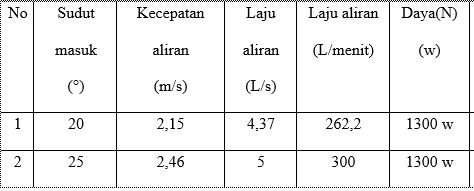 No Sudut Kecepatan Laju Laju aliran Daya(N)
masuk aliran aliran (L/menit) (w)
(°) (m/s) (L/s)
1 20 2,15 4,37 262,2 1300 w
2 25 2,46 5 300 1300 w